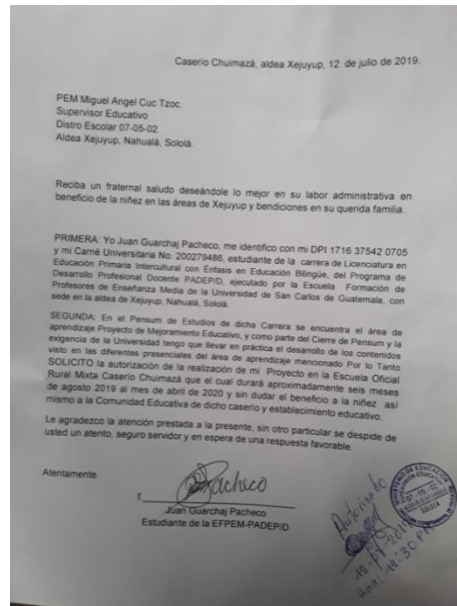 Caserío Chuimazá, aldea Xejuyup, 12 de julio de 2019.
PEM Miguel Angel Cuc Tzoc.
Supervisor Educativo
Distro Escolar 07-05-02
Aldea Xejuyup, Nahualá, Sololá.
Reciba un fraternal saludo deseándole lo mejor en su labor administrativa en
beneficio de la niñez en las áreas de Xejuyup y bendiciones en su querida familia.
PRIMERA: Yo Juan Guarchaj Pacheco, me identifico con mi DPI 1716 37542 0705
y mi Carné Universitaria No. 200279486, estudiante de la carrera de Licenciatura en
Educación Primaria Intercultural con Énfasis en Educación Bilingüe, del Programa de
Desarrollo Profesional Docente PADEP/D, ejecutado por la Escuela Formación de
Profesores de Enseñanza Media de la Universidad de San Carlos de Guatemala, con
sede en la aldea de Xejuyup, Nahualá, Sololá.
SEGUNDA: En el Pensum de Estudios de dicha Carrera se encuentra el área de
aprendizaje Proyecto de Mejoramiento Educativo, y como parte del Cierre de Pensum y la
exigencia de la Universidad tengo que llevar en práctica el desarrollo de los contenidos
visto en las diferentes presenciales del área de aprendizaje mencionado Por lo Tanto
SOLICITO la autorización de la realización de mi Proyecto en la Escuela Oficial
Rural Mixta Caserío Chuimazá que el cual durará aproximadamente seis meses
de agosto 2019 al mes de abril de 2020 y sin dudar el beneficio a la niñez así
mismo a la Comunidad Educativa de dicho caserío y establecimiento educativo.
Le agradezco la atención prestada a la presente, sin otro particular se despide de
usted un atento, seguro servidor y en espera de una respuesta favorable.
Atentamente.
Pacheco
f.
Juan Guarchaj Pacheco
Estudiante de la EFPEM-PADEP/D
MINISTERIO DE EDUCACION
07-05-02
SOLOLA
Autorizado
Hora: 12:30 PM